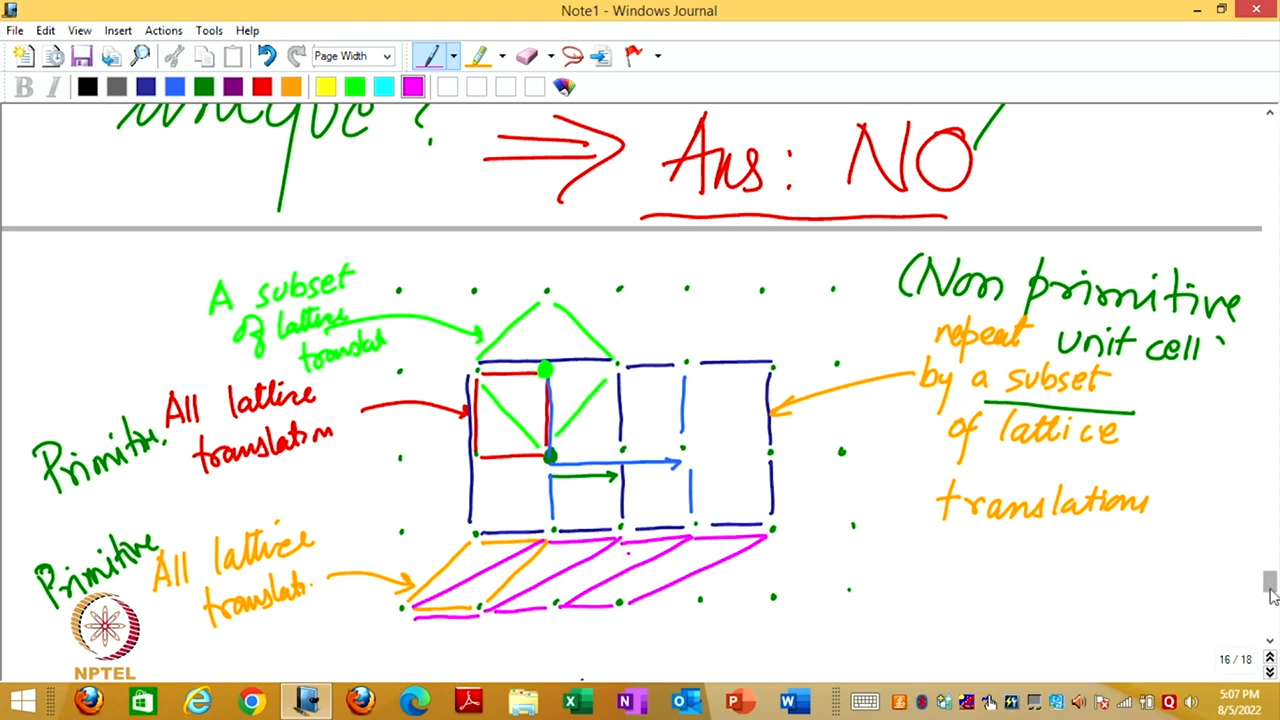 Note1 - Windows Journal
File Edit View Insert Actions Tools Help
Page Width
B I
unique?
Ans: NO
A subset
of lattice
translat
(Non primitive
unit cell
repeat
by a subset
of lattice
translations
Primitive.
All lattice
translation
Primitive
All lattice
translati.
NPTEL
16 / 18
5:07 PM
8/5/2022